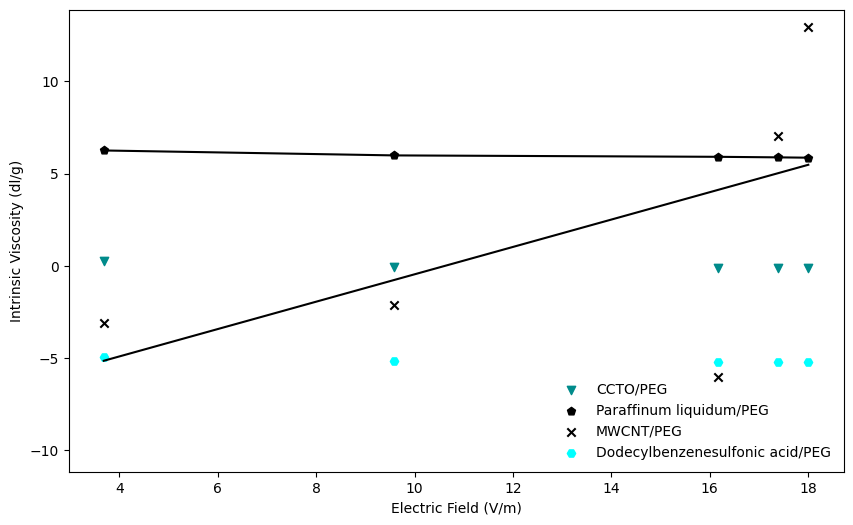 10
5
0
−5
−10
Intrinsic Viscosity (dl/g)
CCTO/PEG
Paraffinum liquidum/PEG
MWCNT/PEG
Dodecylbenzenesulfonic acid/PEG
4 6 8 10 12 14 16 18
Electric Field (V/m)